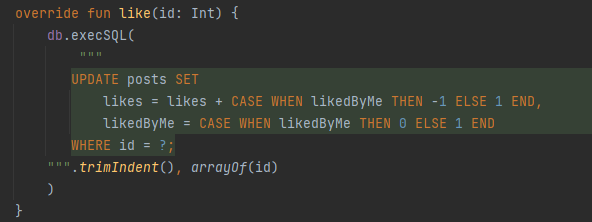 override fun like(id: Int) {
    db.execSQL(
        """
       UPDATE posts SET
           likes = likes + CASE WHEN likedByMe THEN -1 ELSE 1 END,
           likedByMe = CASE WHEN likedByMe THEN 0 ELSE 1 END
       WHERE id = ?;
    """.trimIndent(), arrayOf(id)
    )
}